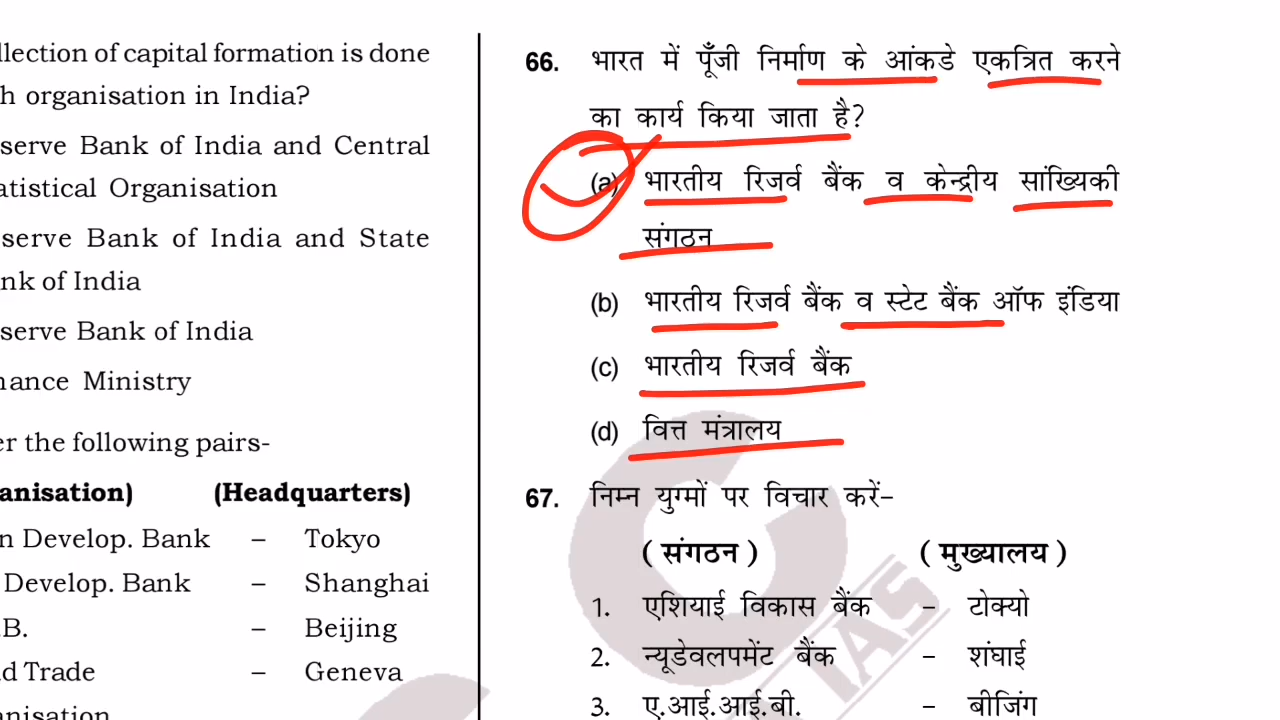 llection of capital formation is done
h organisation in India?
serve Bank of India and Central
atistical Organisation
serve Bank of India and State
nk of India
serve Bank of India
nance Ministry
er the following pairs-
anisation) (Headquarters)
n Develop. Bank – Tokyo
Develop. Bank – Shanghai
.B. – Beijing
d Trade – Geneva
anisation
66. भारत में पूँजी निर्माण के आंकडे एकत्रित करने
का कार्य किया जाता है?
(a) भारतीय रिजर्व बैंक व केन्द्रीय सांख्यिकी
संगठन
(b) भारतीय रिजर्व बैंक व स्टेट बैंक ऑफ इंडिया
(c) भारतीय रिजर्व बैंक
(d) वित्त मंत्रालय
67. निम्न युग्मों पर विचार करें–
(संगठन) (मुख्यालय)
1. एशियाई विकास बैंक – टोक्यो
2. न्यूडेवलपमेंट बैंक – शंघाई
3. ए.आई.आई.बी. – बीजिंग